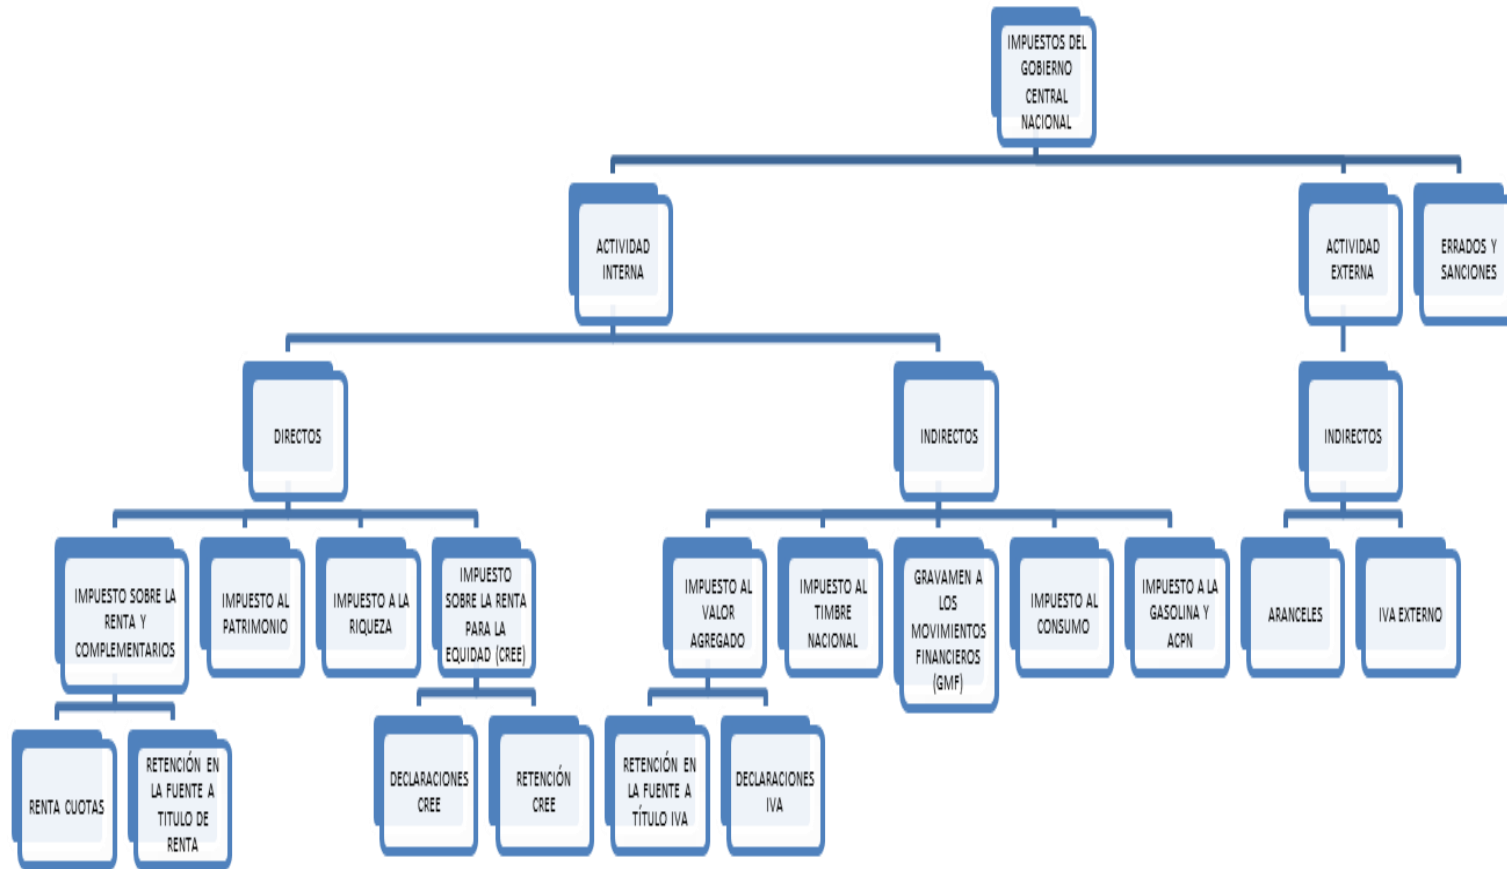 IMPUESTOS DEL
GOBIERNO
CENTRAL
NACIONAL
ACTIVIDAD
INTERNA
ACTIVIDAD
EXTERNA
ERRADOS Y
SANCIONES
DIRECTOS
INDIRECTOS
INDIRECTOS
IMPUESTO SOBRE LA
RENTA Y
COMPLEMENTARIOS
IMPUESTO AL
PATRIMONIO
IMPUESTO A LA
RIQUEZA
IMPUESTO
SOBRE LA RENTA
PARA LA
EQUIDAD (CREE)
IMPUESTO AL
VALOR
AGREGADO
IMPUESTO AL
TIMBRE
NACIONAL
GRAVAMEN A
LOS
MOVIMIENTOS
FINANCIEROS
(GMF)
IMPUESTO AL
CONSUMO
IMPUESTO A LA
GASOLINA Y
ACPN
ARANCELES
IVA EXTERNO
RENTA CUOTAS
RETENCIÓN EN
LA FUENTE A
TITULO DE
RENTA
DECLARACIONES
CREE
RETENCIÓN
CREE
RETENCIÓN EN
LA FUENTE A
TÍTULO IVA
DECLARACIONES
IVA